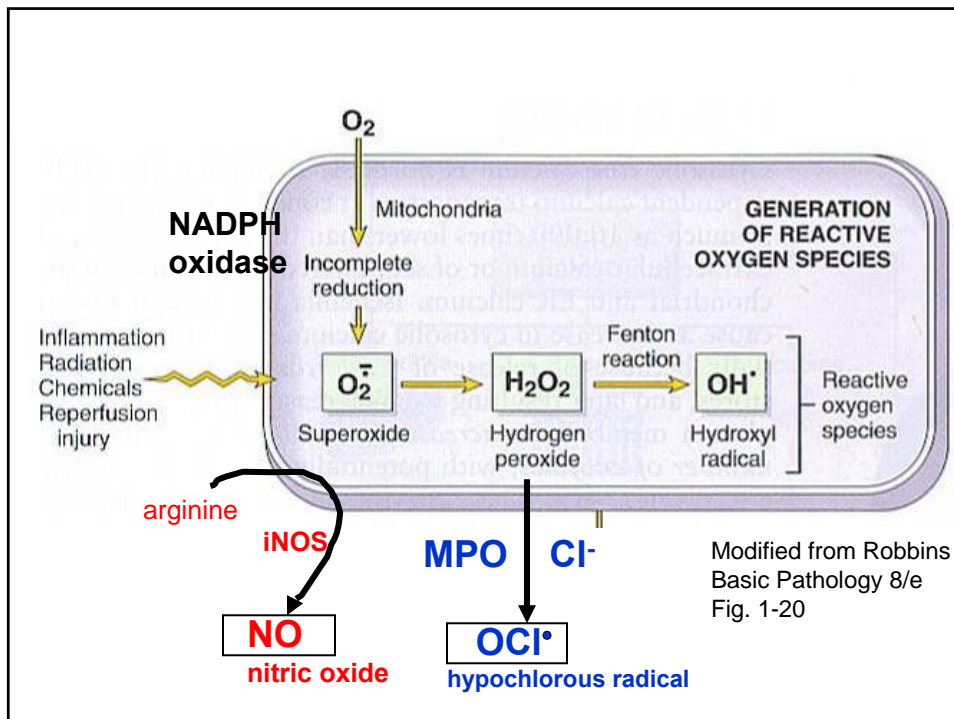 O₂
NADPH
oxidase
Mitochondria
Incomplete
reduction
GENERATION
OF REACTIVE
OXYGEN SPECIES
Inflammation
Radiation
Chemicals
Reperfusion
injury
O₂•̄
Superoxide
H₂O₂
Hydrogen
peroxide
Fenton
reaction
OH•
Hydroxyl
radical
Reactive
oxygen
species
arginine
iNOS
NO
nitric oxide
MPO Cl⁻
OCl•
hypochlorous radical
Modified from Robbins
Basic Pathology 8/e
Fig. 1-20